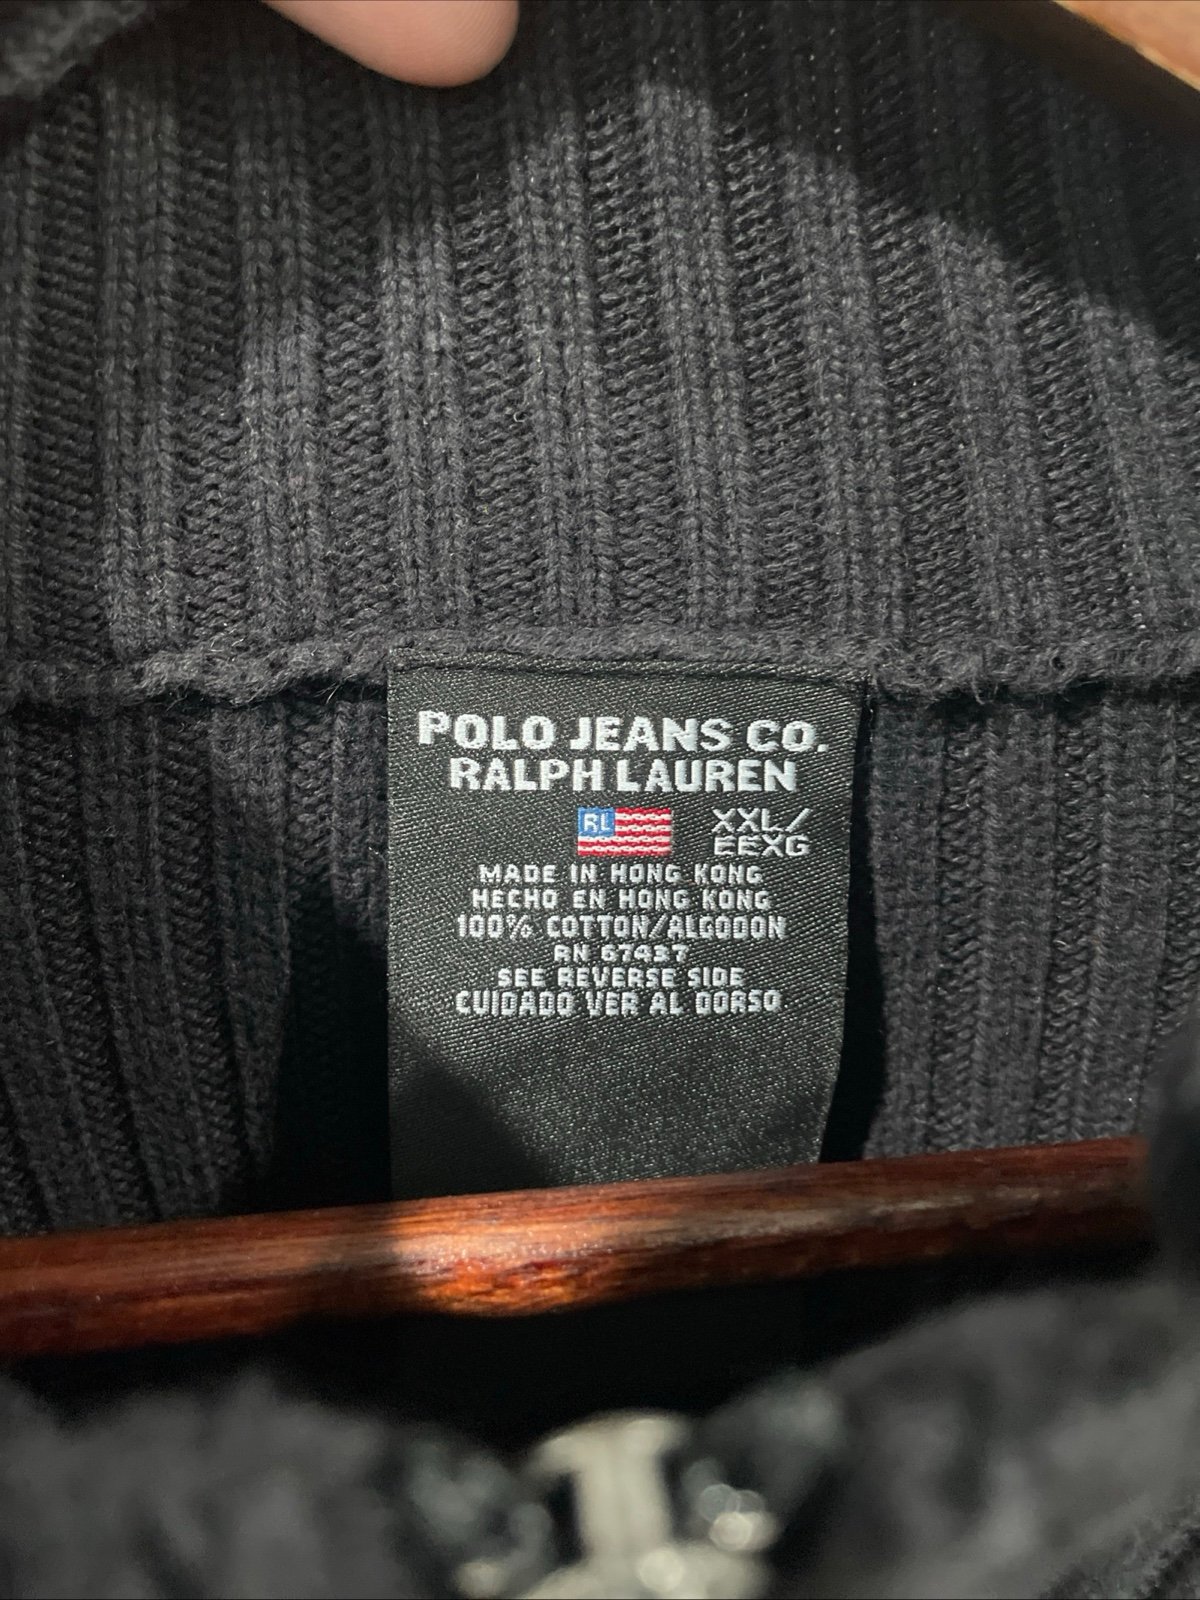 POLO JEANS CO.
RALPH LAUREN
RL XXL/
EEXG
MADE IN HONG KONG
HECHO EN HONG KONG
100% COTTON/ALGODON
RN 67437
SEE REVERSE SIDE
CUIDADO VER AL DORSO